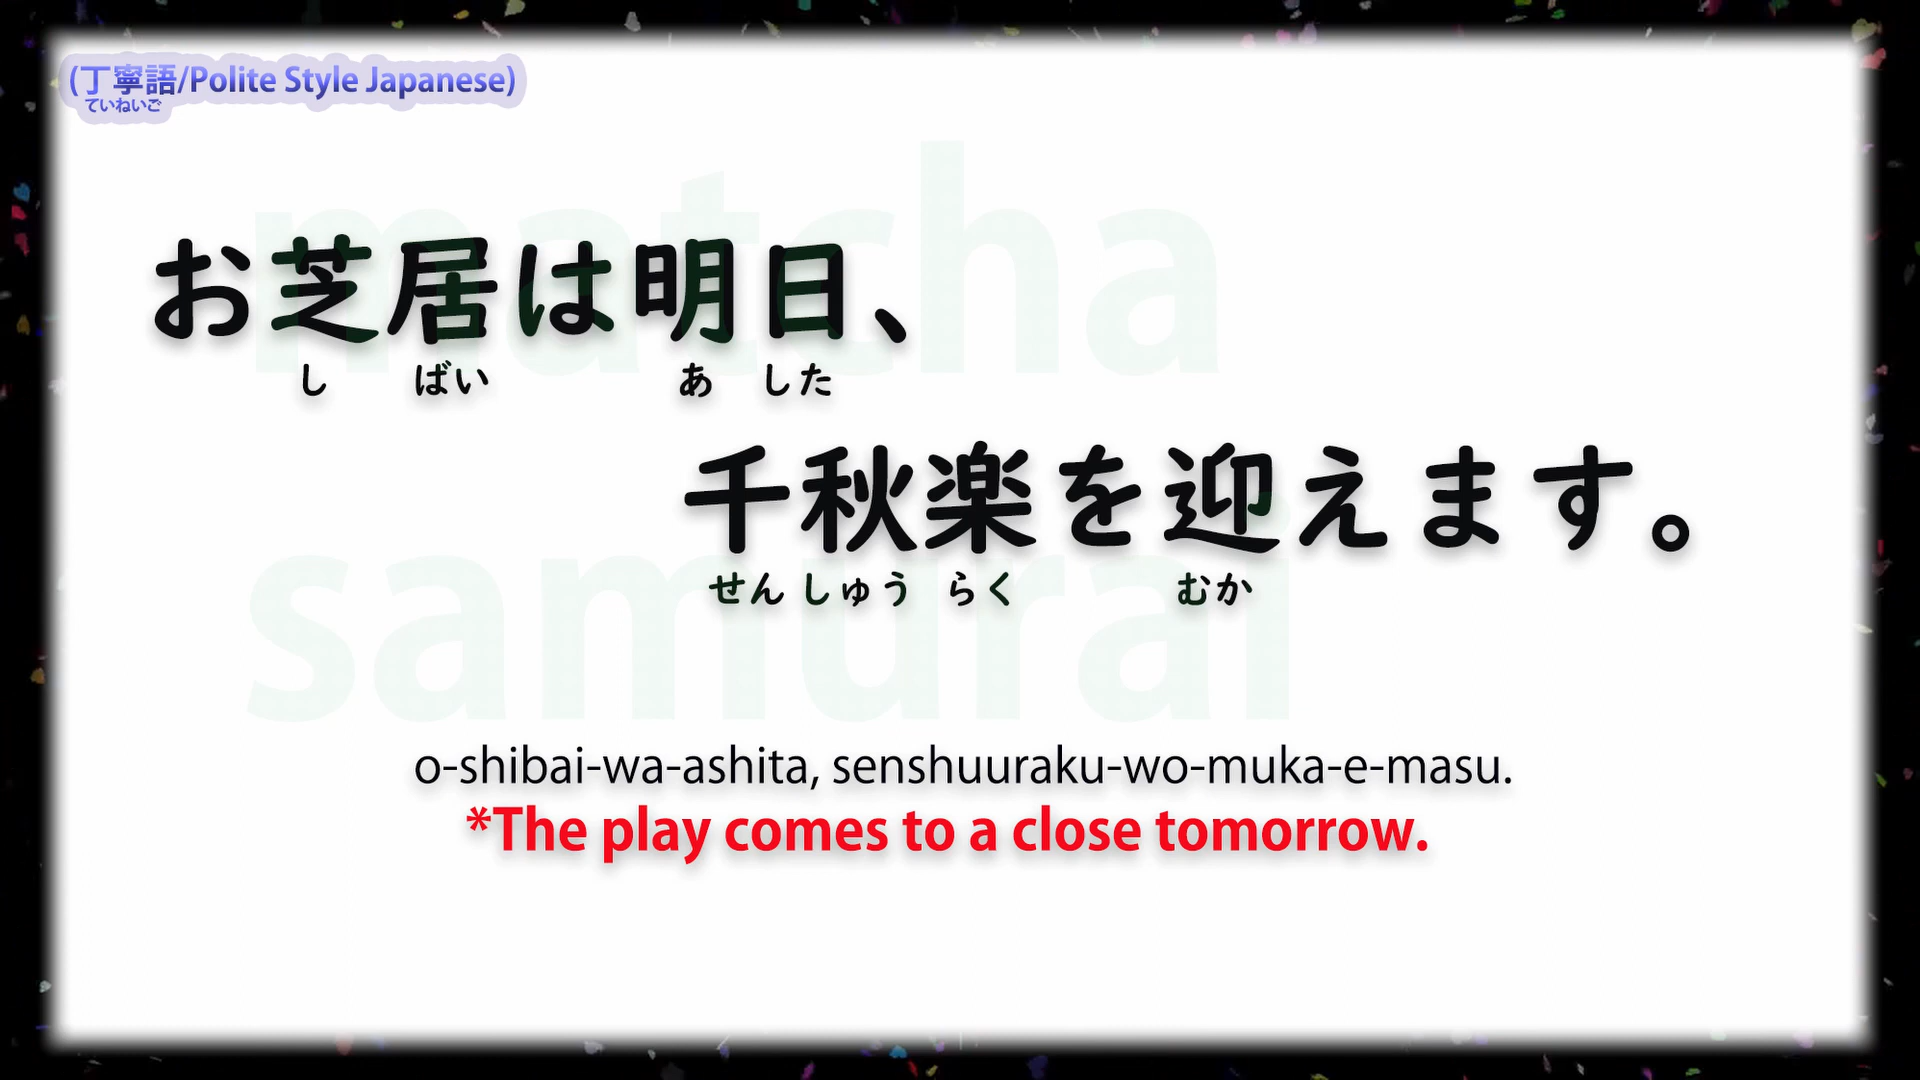 (丁寧語/Polite Style Japanese)
ていねいご
matcha
お芝居は明日、
し ばい あ した
千秋楽を迎えます。
せん しゅう らく むか
samurai
o-shibai-wa-ashita, senshuuraku-wo-muka-e-masu.
*The play comes to a close tomorrow.